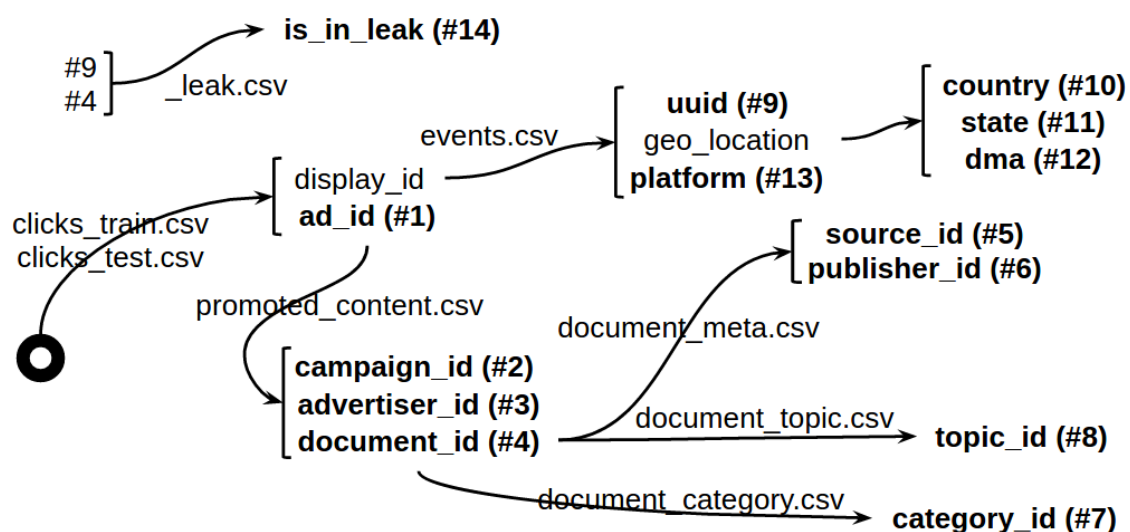 is_in_leak (#14)
#9
#4
_leak.csv
country (#10)
state (#11)
dma (#12)
uuid (#9)
geo_location
platform (#13)
events.csv
display_id
ad_id (#1)
clicks_train.csv
clicks_test.csv
source_id (#5)
publisher_id (#6)
promoted_content.csv
document_meta.csv
campaign_id (#2)
advertiser_id (#3)
document_id (#4)
document_topic.csv
topic_id (#8)
document_category.csv
category_id (#7)